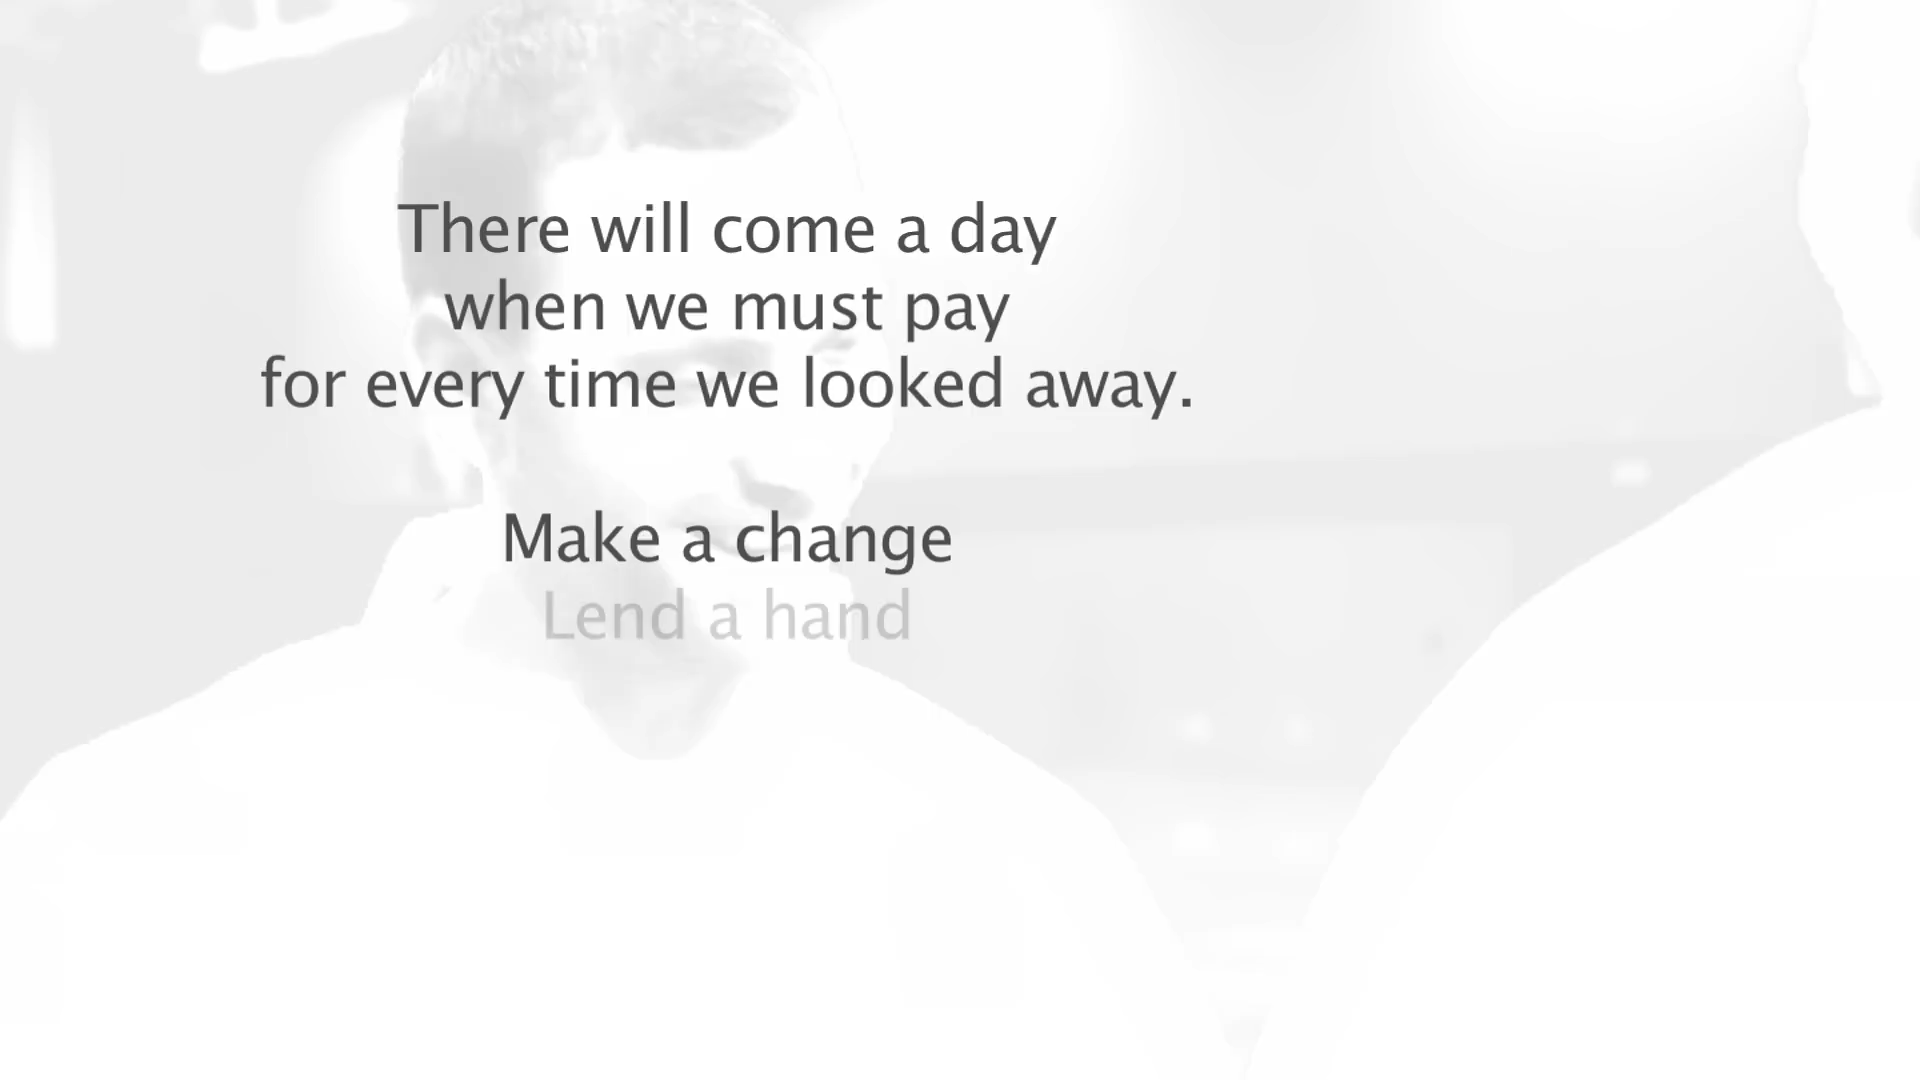 There will come a day
when we must pay
for every time we looked away.
Make a change
Lend a hand